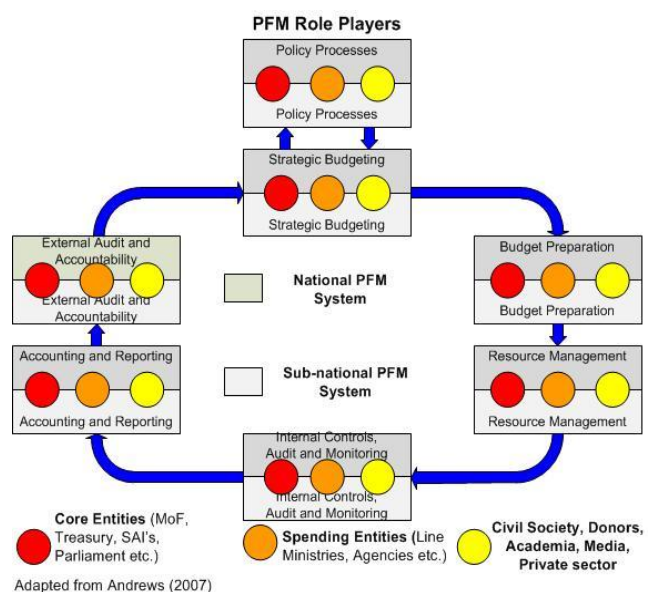 PFM Role Players
Policy Processes
Policy Processes
Strategic Budgeting
Strategic Budgeting
External Audit and
Accountability
External Audit and
Accountability
Budget Preparation
Budget Preparation
National PFM
System
Accounting and Reporting
Accounting and Reporting
Resource Management
Resource Management
Sub-national PFM
System
Internal Controls,
Audit and Monitoring
Internal Controls,
Audit and Monitoring
Core Entities (MoF,
Treasury, SAI's,
Parliament etc.)
Spending Entities (Line
Ministries, Agencies etc.)
Civil Society, Donors,
Academia, Media,
Private sector
Adapted from Andrews (2007)